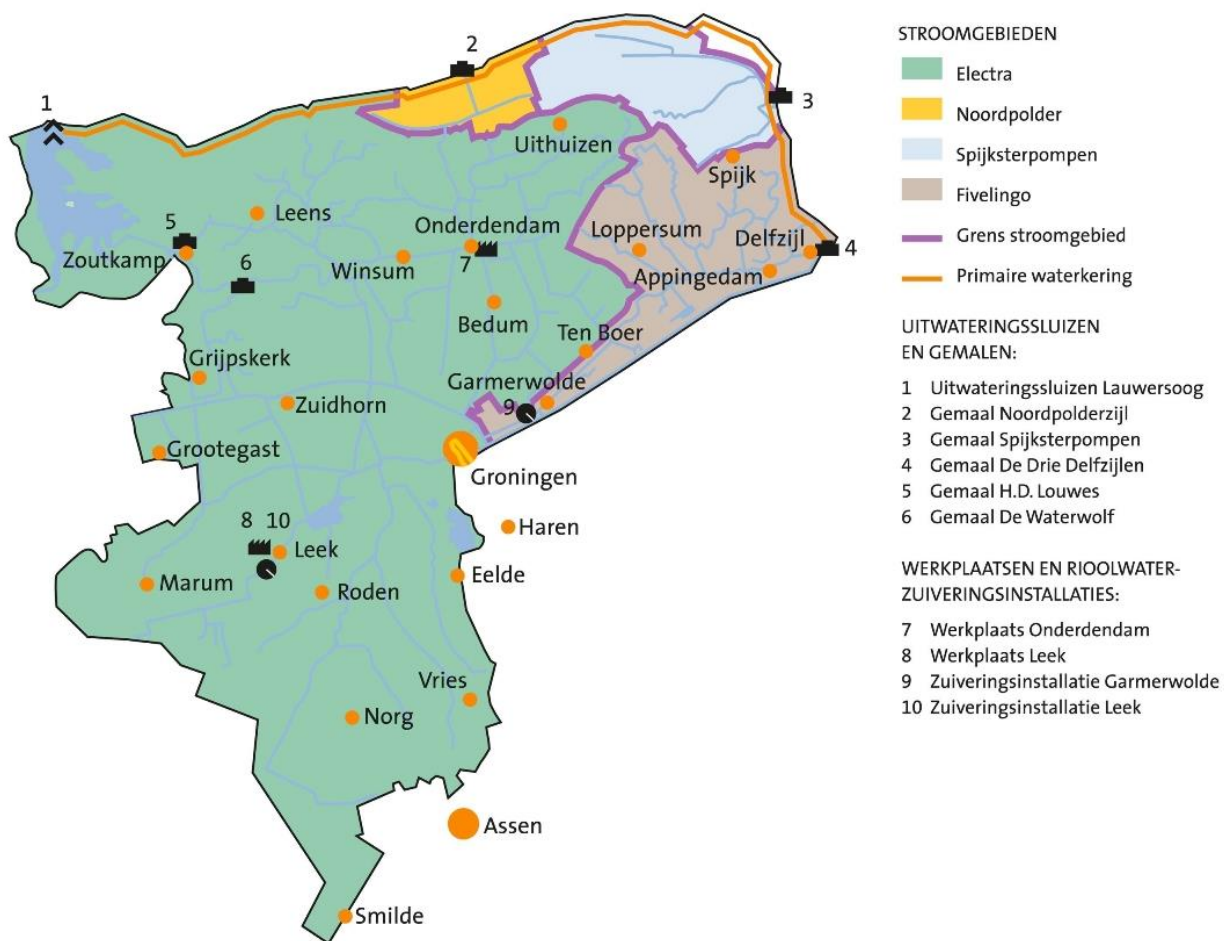 1
2
3
Uithuizen
Spijk
Leens
Onderdendam
Loppersum
Delfzijl
5
Zoutkamp
6
Winsum
7
4
Appingedam
Bedum
Ten Boer
Grijpskerk
Garmerwolde
Zuidhorn
9
Grootegast
Groningen
8 10
Haren
Leek
Marum
Roden
Eelde
Vries
Norg
Assen
Smilde
STROOMGEBIEDEN
Electra
Noordpolder
Spijksterpompen
Fivelingo
Grens stroomgebied
Primaire waterkering
UITWATERINGSSLUIZEN
EN GEMALEN:
1 Uitwateringssluizen Lauwersoog
2 Gemaal Noordpolderzijl
3 Gemaal Spijksterpompen
4 Gemaal De Drie Delfzijlen
5 Gemaal H.D. Louwes
6 Gemaal De Waterwolf
WERKPLAATSEN EN RIOOLWATER-
ZUIVERINGSINSTALLATIES:
7 Werkplaats Onderdendam
8 Werkplaats Leek
9 Zuiveringsinstallatie Garmerwolde
10 Zuiveringsinstallatie Leek